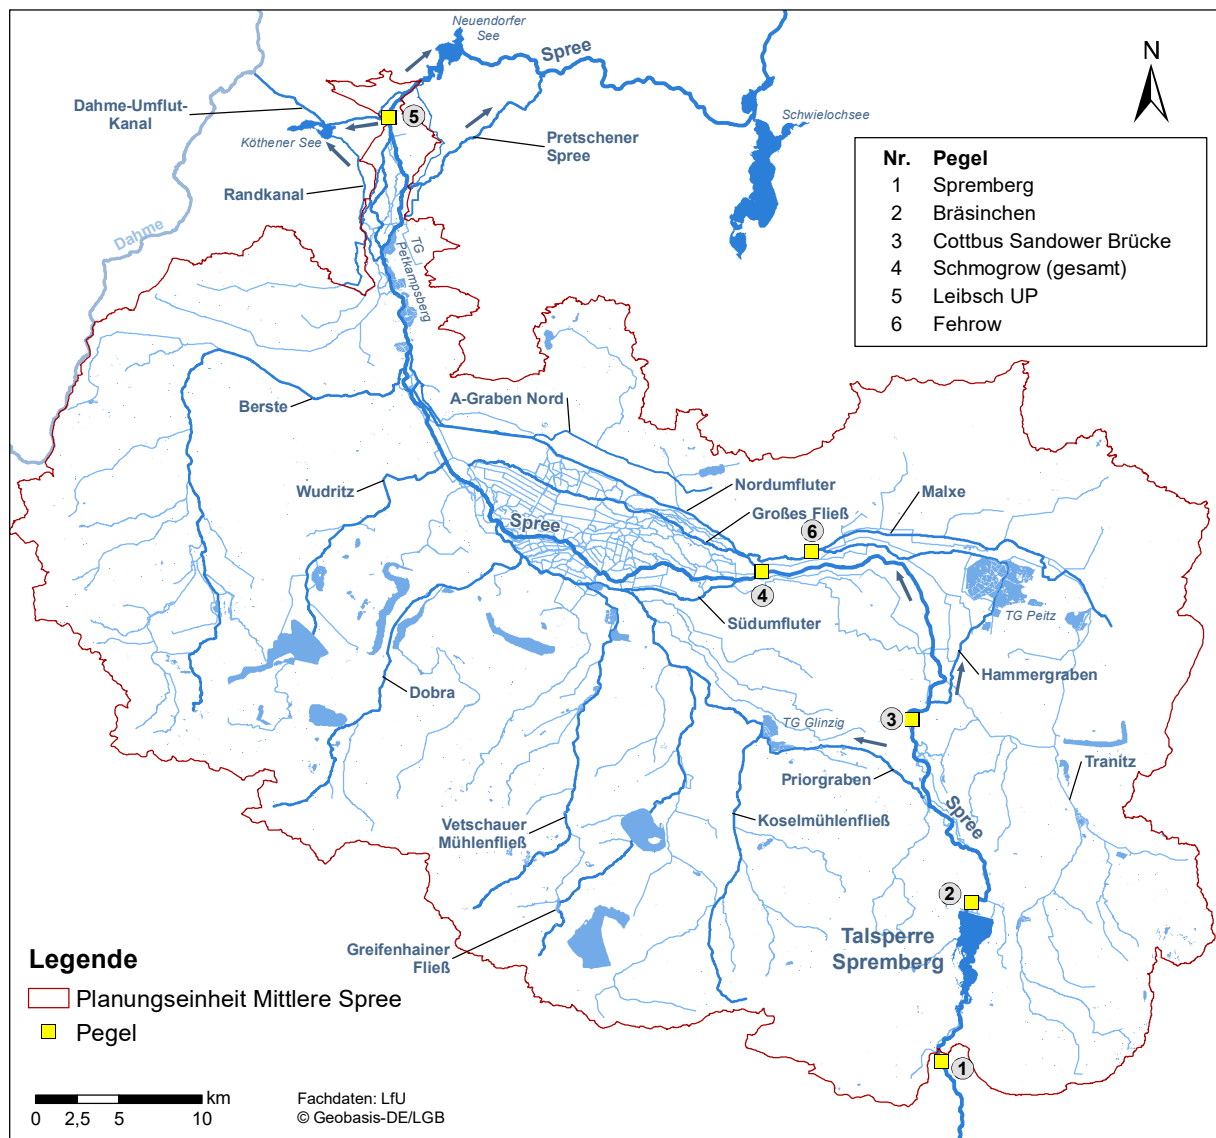 Neuendorfer
See
Spree
N
Dahme-Umflut-
Kanal
5
Schwielochsee
Köthener See
Pretschener
Spree
Nr. Pegel
1 Spremberg
2 Bräsinchen
3 Cottbus Sandower Brücke
4 Schmogrow (gesamt)
5 Leibsch UP
6 Fehrow
Randkanal
Dahme
TG
Petkampsberg
Berste
A-Graben Nord
Wudritz
Nordumfluter
Malxe
Großes Fließ
Spree
6
4
TG Peitz
Südumfluter
Hammergraben
Dobra
3
TG Glinzig
Tranitz
Priorgraben
Spree
Vetschauer
Mühlenfließ
Koselmühlenfließ
2
Greifenhainer
Fließ
Talsperre
Spremberg
Legende
Planungseinheit Mittlere Spree
Pegel
1
km
0 2,5 5 10
Fachdaten: LfU
© Geobasis-DE/LGB